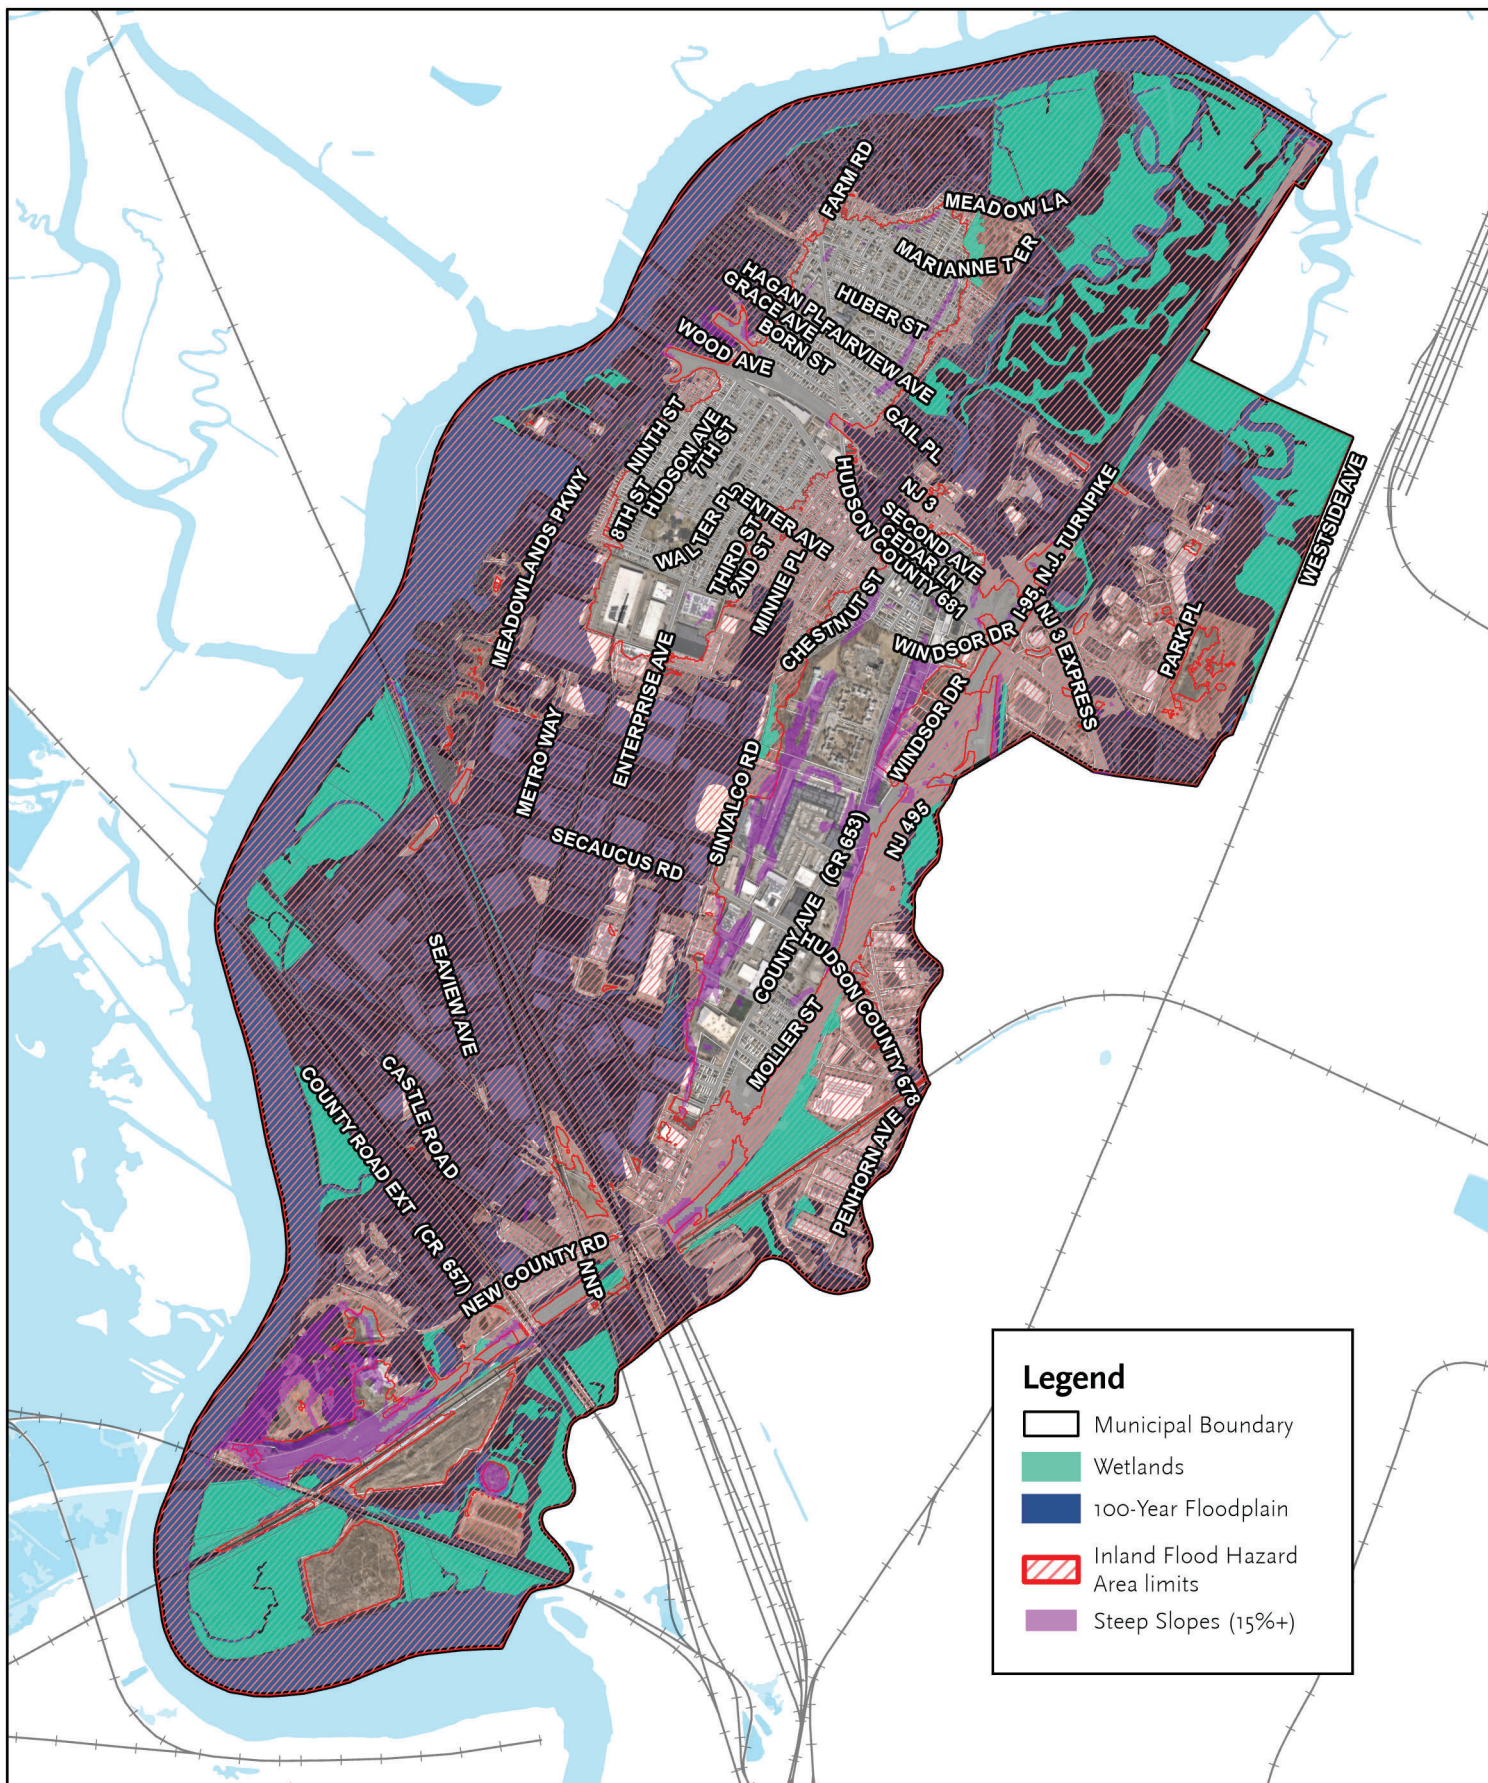 FARM RD
MEADOW LA
MARIANNE TER
HAGAN PL
GRACE AVE
FAIRVIEW AVE
HUBER ST
BORN ST
WOOD AVE
GAIL PL
NINTH ST
HUDSON AVE
7TH ST
8TH ST
NJ 3
HUDSON COUNTY 681
SECOND AVE
CEDAR LN
WALTER PL
CENTER AVE
THIRD ST
2ND ST
MINNIE PL
MEADOWLANDS PKWY
N.J. TURNPIKE
WESTSIDE AVE
I-95
CHESTNUT ST
WINDSOR DR
NJ 3 EXPRESS
PARK PL
ENTERPRISE AVE
METRO WAY
WINDSOR DR
SINVALCO RD
SECAUCUS RD
NJ 495
COUNTY AVE (CR 653)
HUDSON COUNTY 678
SEAVIEW AVE
MOLLER ST
CASTLE ROAD
COUNTY ROAD EXT (CR 657)
PENHORN AVE
NEW COUNTY RD
NNP
Legend
Municipal Boundary
Wetlands
100-Year Floodplain
Inland Flood Hazard
Area limits
Steep Slopes (15%+)